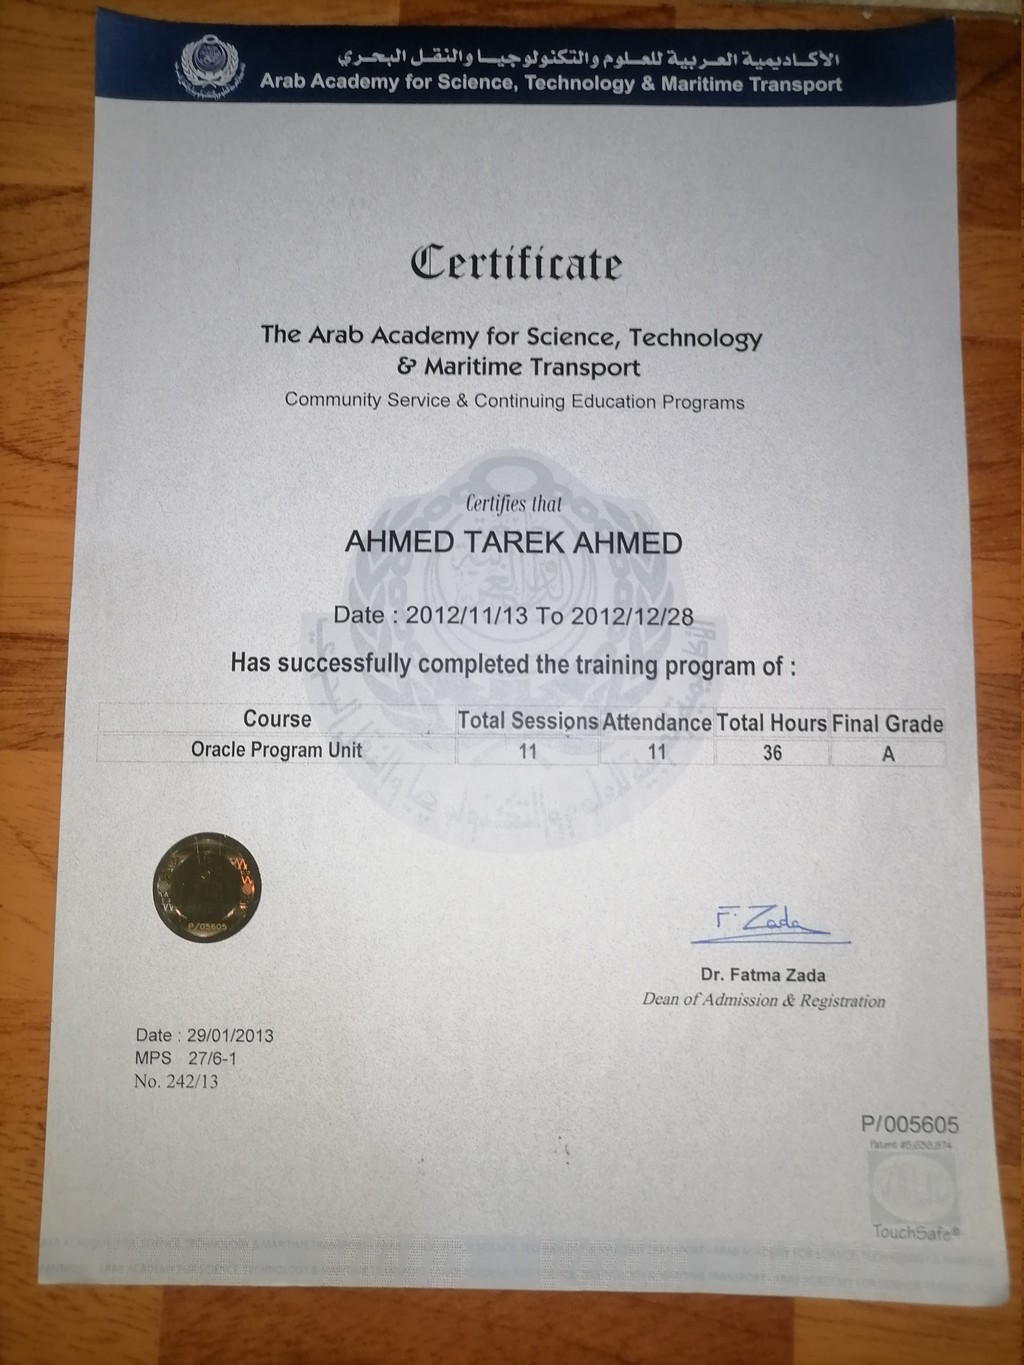 الأكاديمية العربية للعلوم والتكنولوجيا والنقل البحري
Arab Academy for Science, Technology & Maritime Transport
Certificate
The Arab Academy for Science, Technology
& Maritime Transport
Community Service & Continuing Education Programs
Certifies that
AHMED TAREK AHMED
Date : 2012/11/13 To 2012/12/28
Has successfully completed the training program of :
Course Total Sessions Attendance Total Hours Final Grade
Oracle Program Unit 11 11 36 A
P/05605
F. Zada
Dr. Fatma Zada
Dean of Admission & Registration
Date : 29/01/2013
MPS 27/6-1
No. 242/13
P/005605
VALID
TouchSafe®